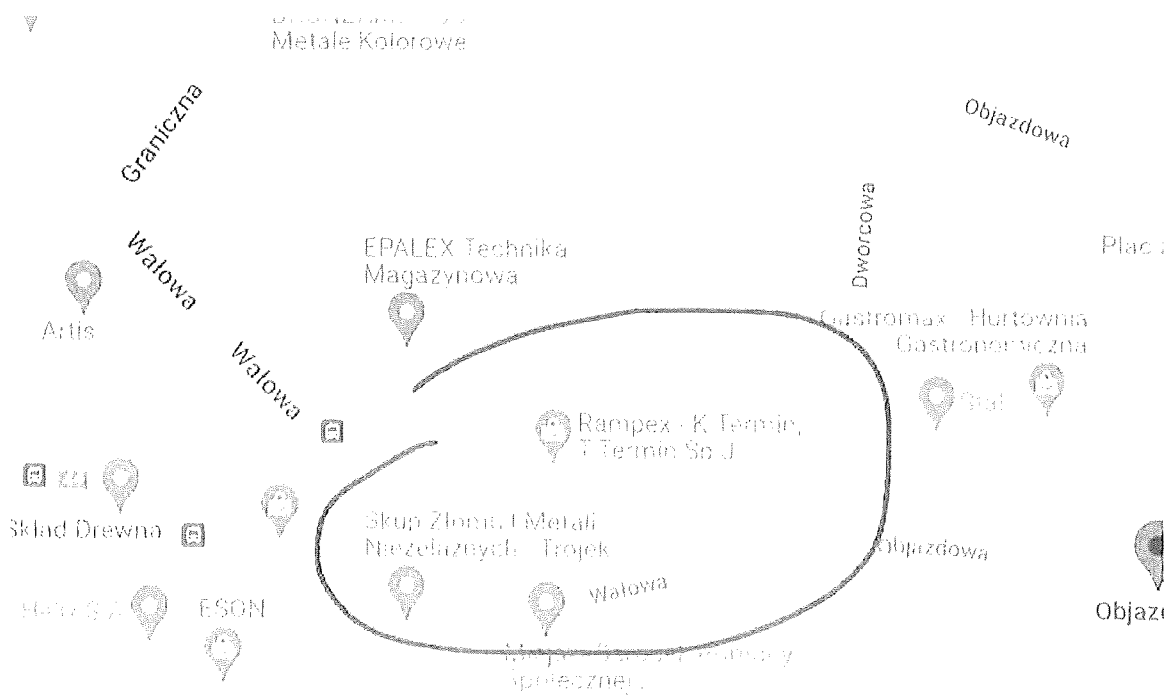 Metale Kolorowe
Graniczna
Objazdowa
Dworcowa
Wałowa
EPALEX Technika
Magazynowa
Plac
Artis
Gastromax - Hurtownia
Gastronomiczna
Wałowa
Rampex - K Termin,
T Termin Sp J
Skład Drewna
Skup Złomu I Metali
Nieżelaznych - Trojek
Objazdowa
Wałowa
ESON
Objazd
Społecznej